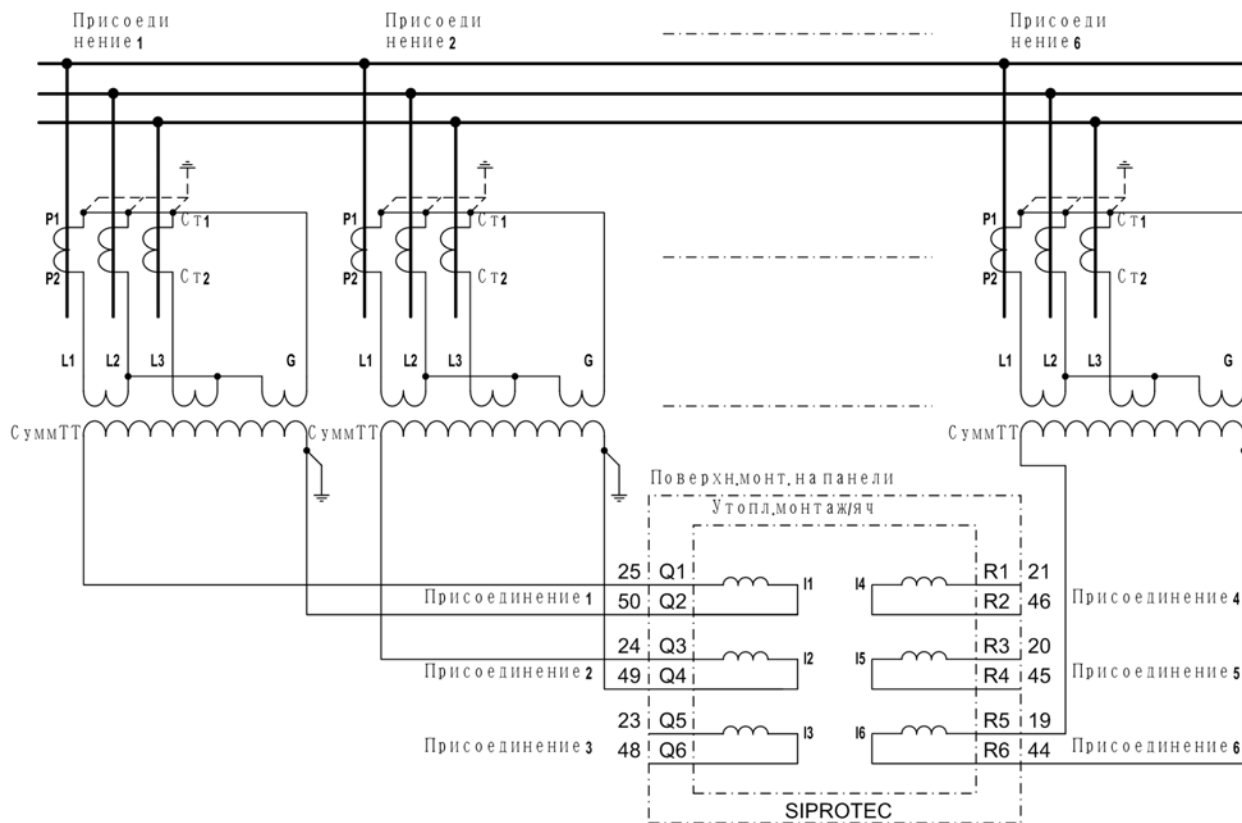 Присоеди
нение 1
Присоеди
нение 2
Присоеди
нение 6
P1
Ст1
P1
Ст1
P1
Ст1
P2
Ст2
P2
Ст2
P2
Ст2
L1 L2 L3 G
L1 L2 L3 G
L1 L2 L3 G
СуммТТ
СуммТТ
СуммТТ
Поверхн.монт. на панели
Утопл.монтаж/яч
25 Q1 I1 I4 R1 21
Присоединение 1 50 Q2 R2 46 Присоединение 4
24 Q3 I2 I5 R3 20
Присоединение 2 49 Q4 R4 45 Присоединение 5
23 Q5 I3 I6 R5 19
Присоединение 3 48 Q6 R6 44 Присоединение 6
SIPROTEC